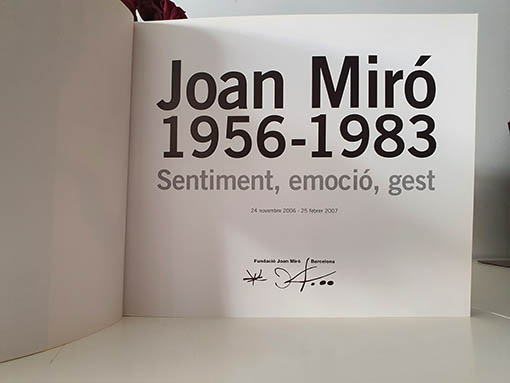 Joan Miró
1956-1983
Sentiment, emoció, gest
24 novembre 2006 - 25 febrer 2007
Fundació Joan Miró Barcelona